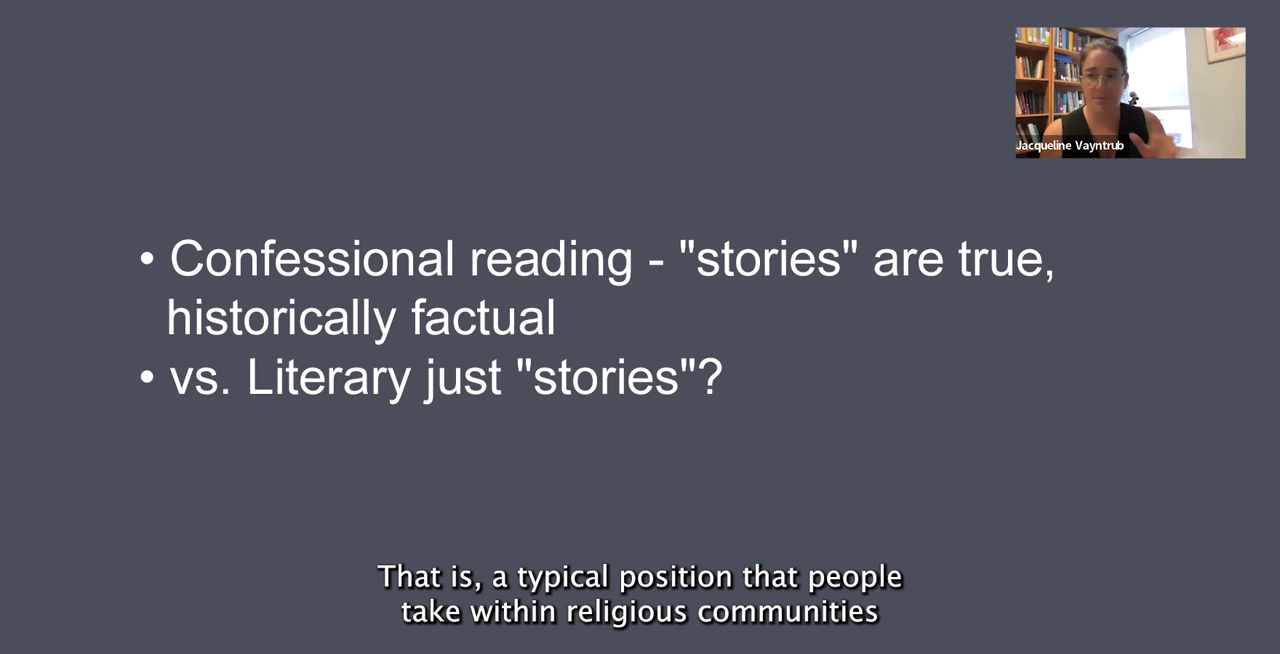 Jacqueline Vayntrub
• Confessional reading - "stories" are true,
historically factual
• vs. Literary just "stories"?
That is, a typical position that people
take within religious communities